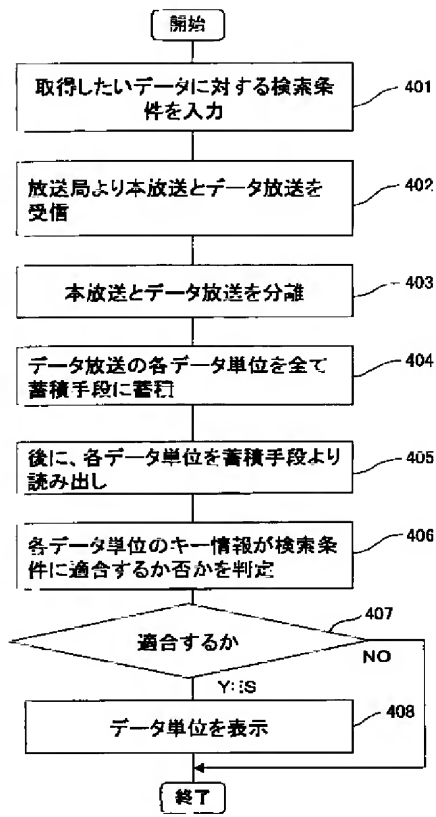 開始
取得したいデータに対する検索条
件を入力
401
放送局より本放送とデータ放送を
受信
402
本放送とデータ放送を分離
403
データ放送の各データ単位を全て
蓄積手段に蓄積
404
後に、各データ単位を蓄積手段より
読み出し
405
各データ単位のキー情報が検索条
件に適合するか否かを判定
406
適合するか
407
NO
YES
データ単位を表示
408
終了